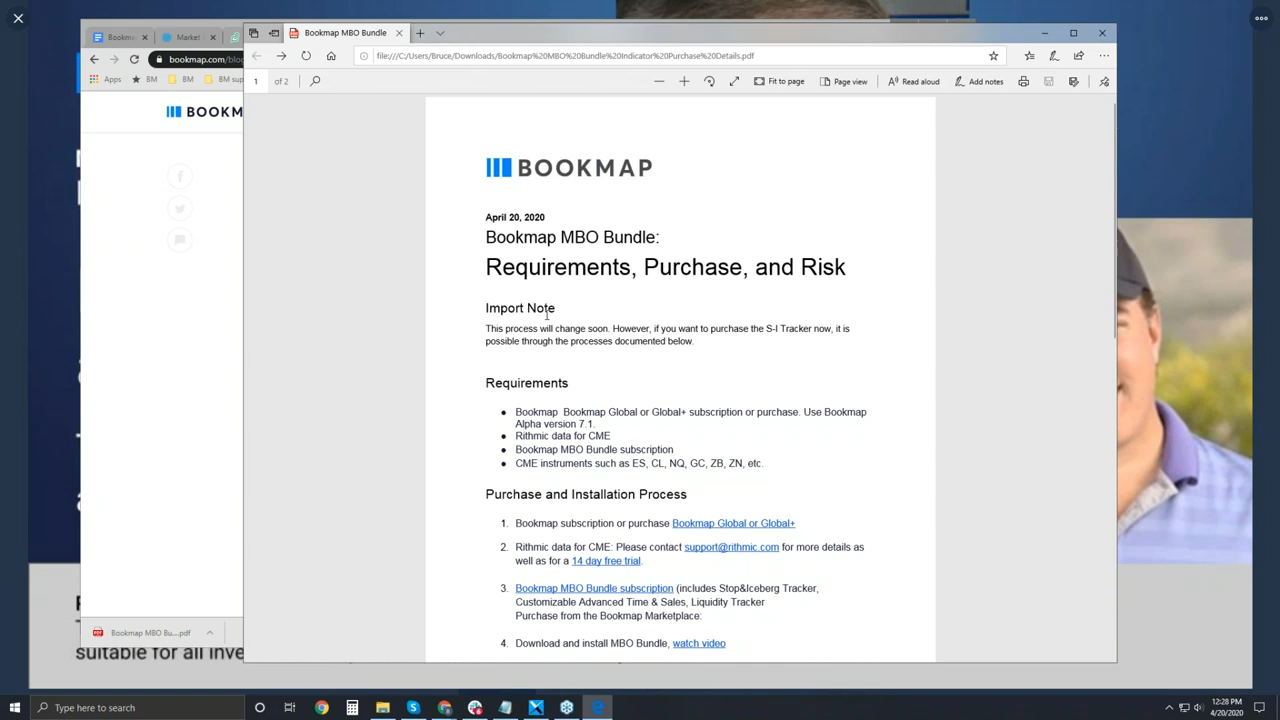 Bookma
Market
Bookmap MBO Bundle
bookmap.com/blog
file:///C:/Users/Bruce/Downloads/Bookmap%20MBO%20Bundle%20Indicator%20Purchase%20Details.pdf
Apps
BM
BM
BM sup
1 of 2
Fit to page
Page view
Read aloud
Add notes
BOOKM
BOOKMAP
April 20, 2020
Bookmap MBO Bundle:
Requirements, Purchase, and Risk
Import Note
This process will change soon. However, if you want to purchase the S-I Tracker now, it is
possible through the processes documented below.
Requirements
● Bookmap Bookmap Global or Global+ subscription or purchase. Use Bookmap
Alpha version 7.1.
● Rithmic data for CME
● Bookmap MBO Bundle subscription
● CME instruments such as ES, CL, NQ, GC, ZB, ZN, etc.
Purchase and Installation Process
1. Bookmap subscription or purchase Bookmap Global or Global+
2. Rithmic data for CME: Please contact support@rithmic.com for more details as
well as for a 14 day free trial.
3. Bookmap MBO Bundle subscription (includes Stop&Iceberg Tracker,
Customizable Advanced Time & Sales, Liquidity Tracker
Purchase from the Bookmap Marketplace:
4. Download and install MBO Bundle, watch video
Bookmap MBO Bu....pdf
suitable for all inve
Type here to search
12:28 PM
4/20/2020